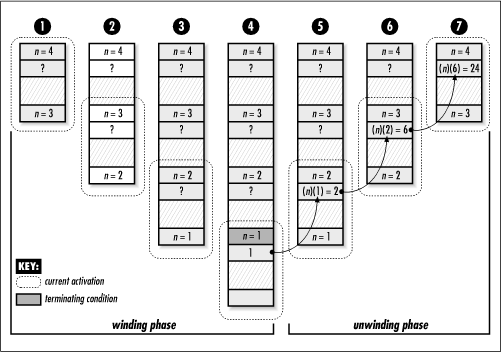 1 2 3 4 5 6 7
n = 4 n = 4 n = 4 n = 4 n = 4 n = 4 n = 4
? ? ? ? ? ? (n)(6) = 24
n = 3 n = 3 n = 3 n = 3 n = 3 n = 3 n = 3
? ? ? ? (n)(2) = 6
n = 2 n = 2 n = 2 n = 2 n = 2
? ? (n)(1) = 2
n = 1 n = 1 n = 1
1
KEY:
current activation
terminating condition
winding phase unwinding phase